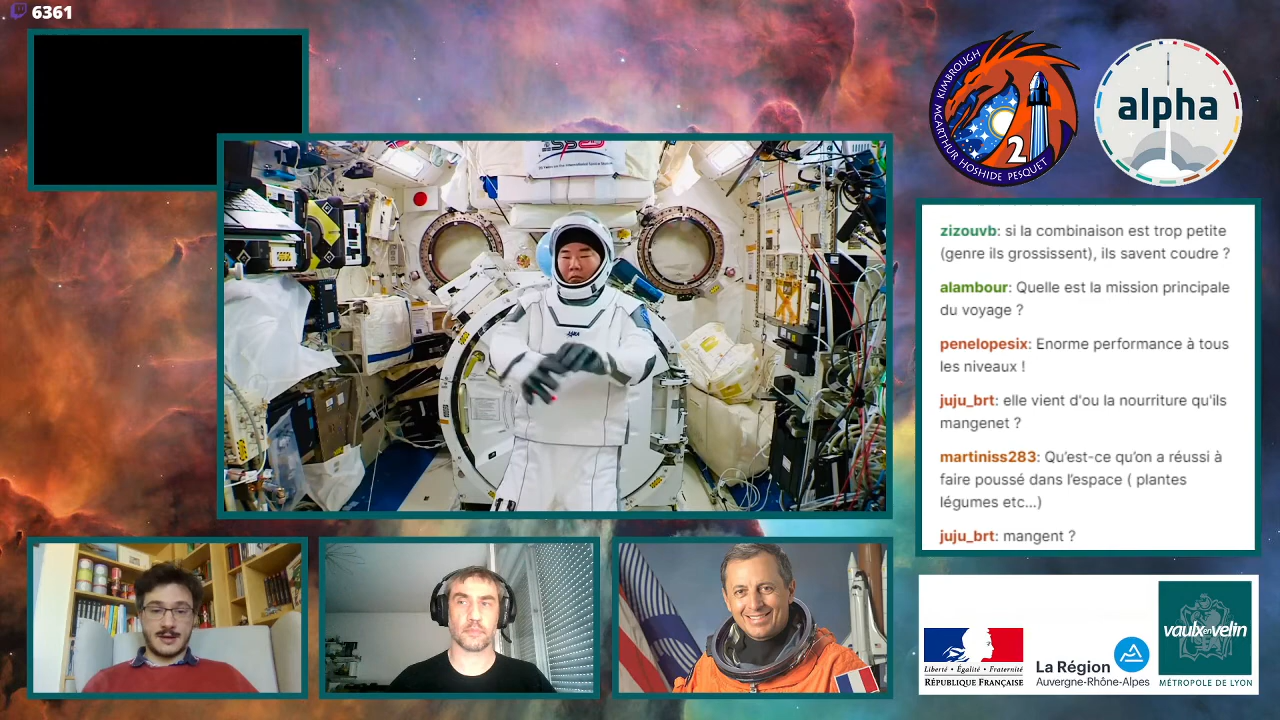 6361
MCARTHUR KIMBROUGH
HOSHIDE PESQUET
2
alpha
zizouvb: si la combinaison est trop petite
(genre ils grossissent), ils savent coudre ?
alambour: Quelle est la mission principale
du voyage ?
penelopesix: Enorme performance à tous
les niveaux !
juju_brt: elle vient d'ou la nourriture qu'ils
mangenet ?
martiniss283: Qu'est-ce qu'on a réussi à
faire poussé dans l'espace ( plantes
légumes etc...)
juju_brt: mangent ?
Liberté • Égalité • Fraternité
RÉPUBLIQUE FRANÇAISE
La Région
Auvergne-Rhône-Alpes
vaulx en velin
MÉTROPOLE DE LYON